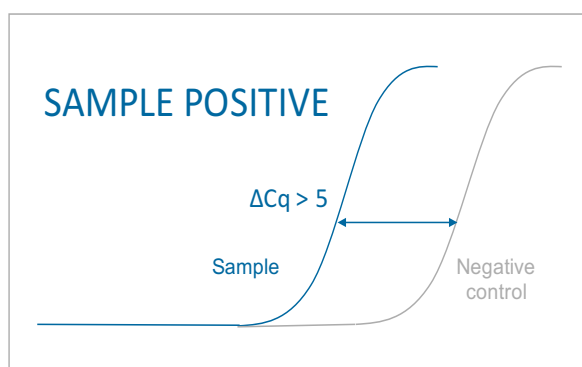 SAMPLE POSITIVE
ΔCq > 5
Sample
Negative
control